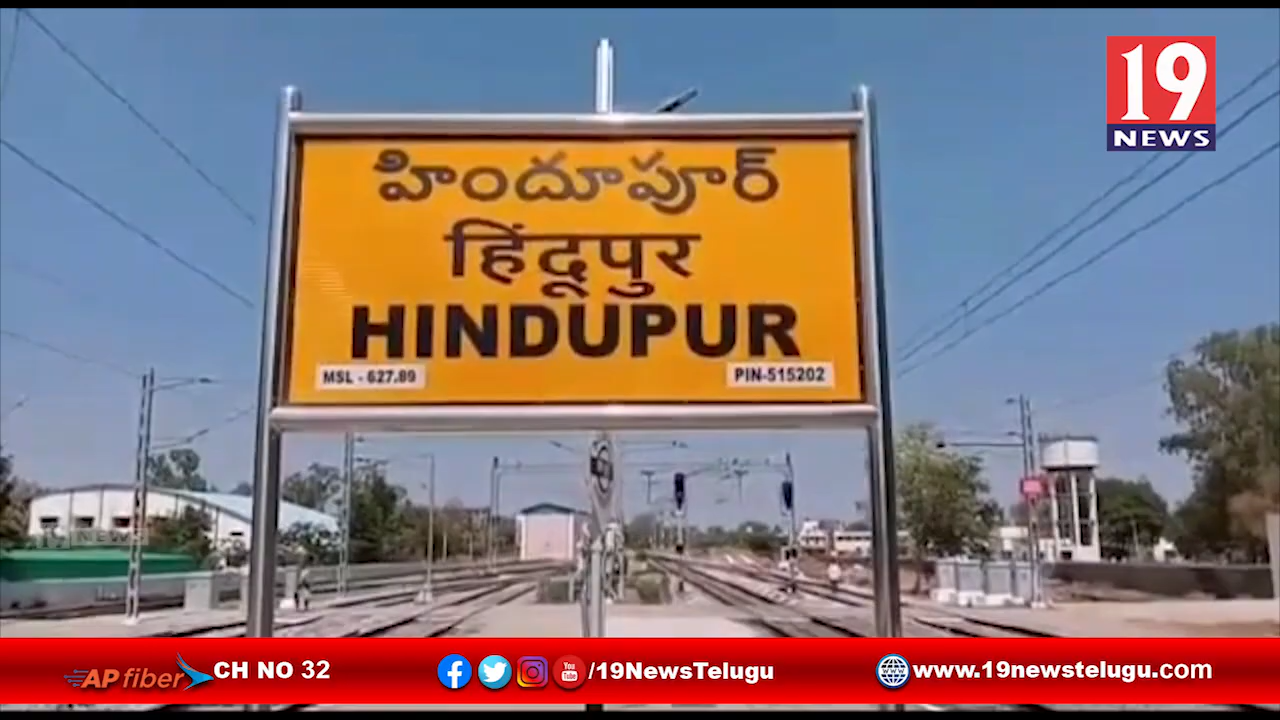 19
NEWS
హిందూపూర్
हिंदूपुर
HINDUPUR
MSL - 627.89
PIN-515202
AP fiber CH NO 32
/19NewsTelugu
www.19newstelugu.com